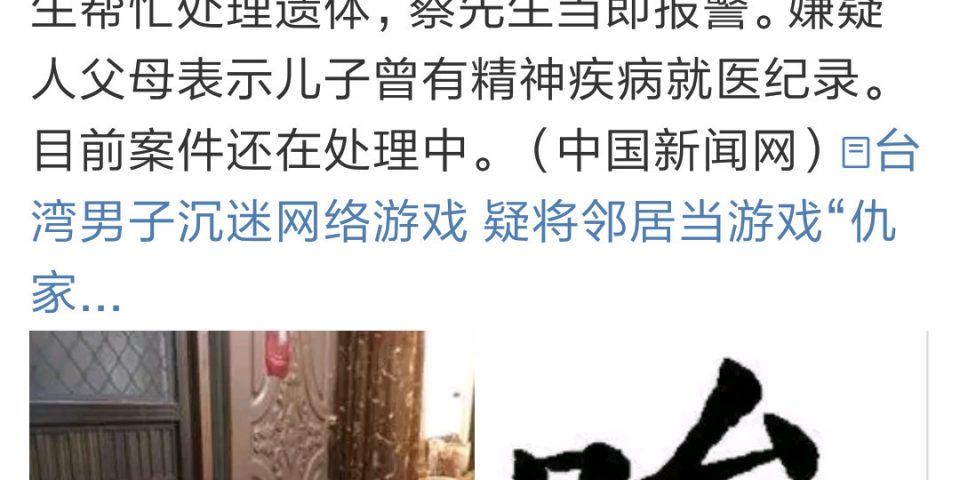 生帮忙处理遗体，蔡先生当即报警。嫌疑
人父母表示儿子曾有精神疾病就医纪录。
目前案件还在处理中。（中国新闻网）台
湾男子沉迷网络游戏 疑将邻居当游戏“仇
家...